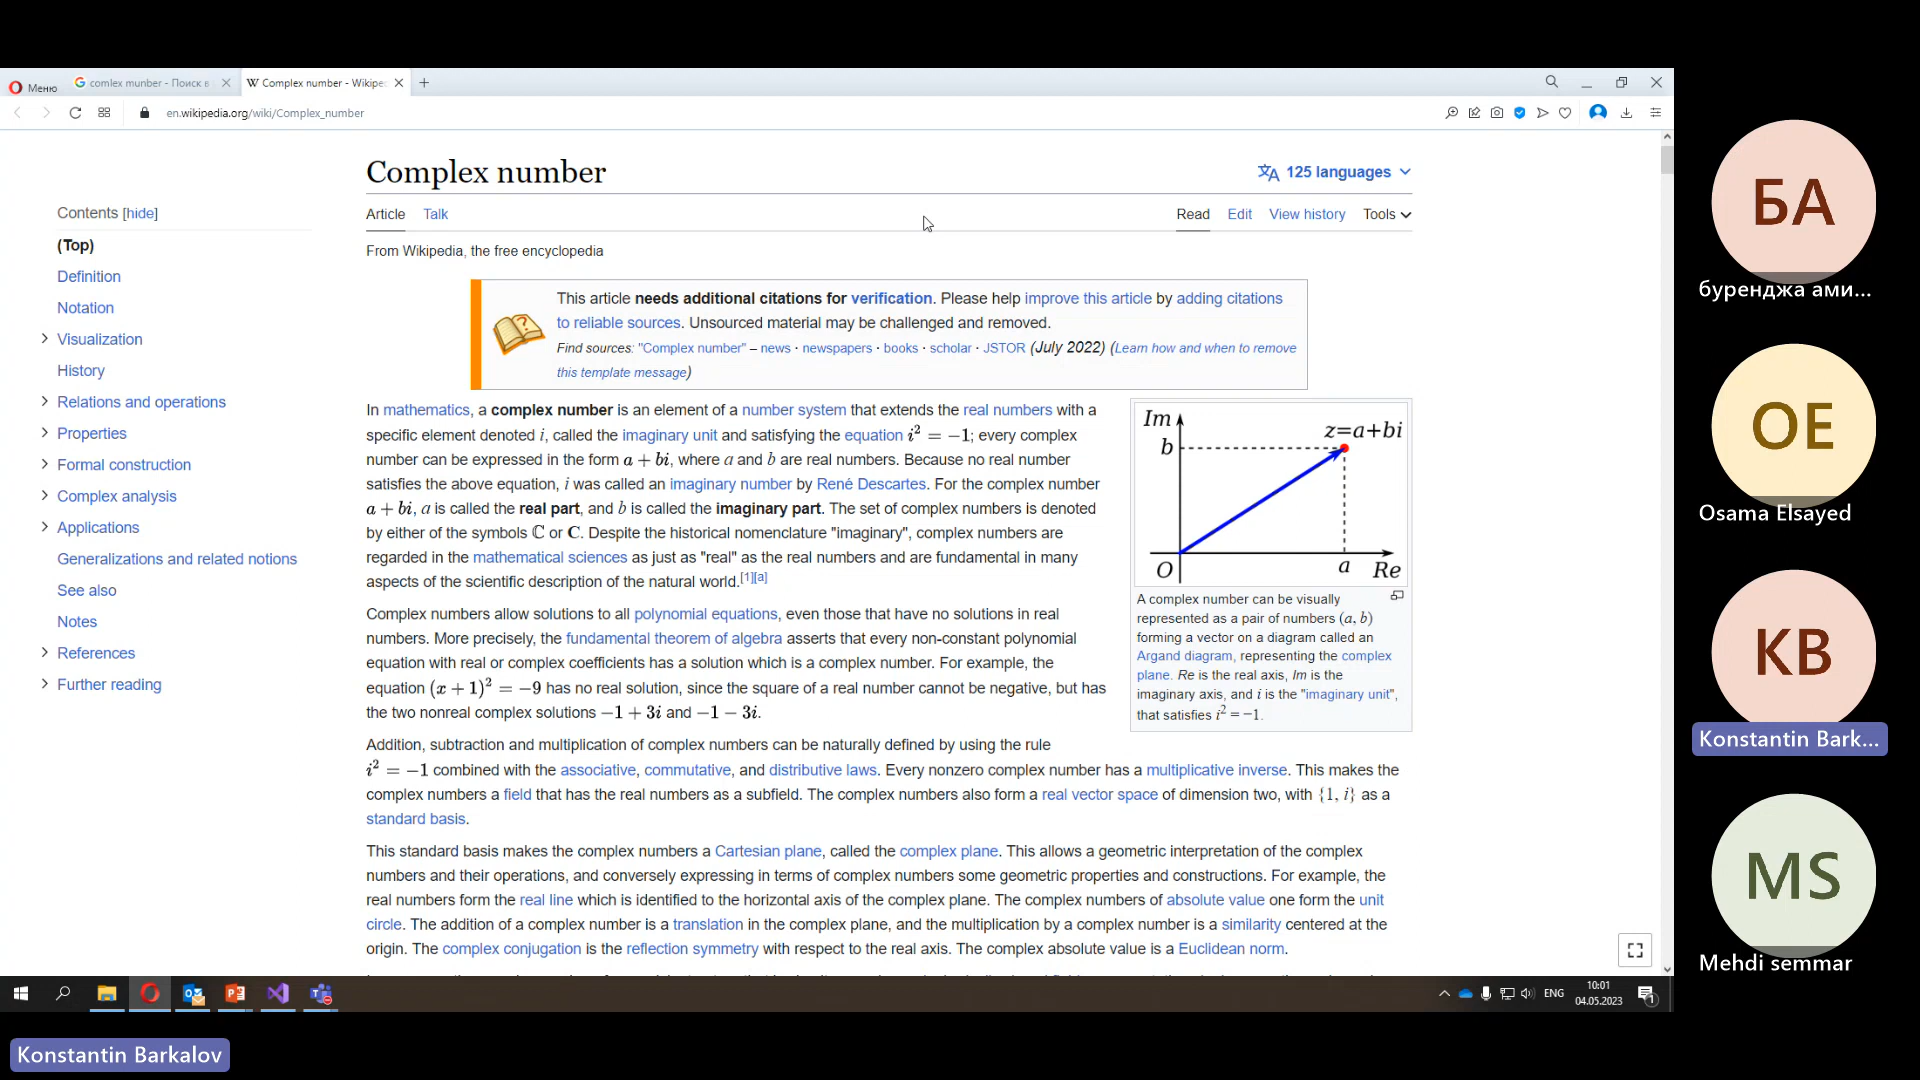 Меню
comlex munber - Поиск в
Complex number - Wikipe
en.wikipedia.org/wiki/Complex_number
Complex number
125 languages
Article Talk
Read Edit View history Tools
From Wikipedia, the free encyclopedia
Contents [hide]
(Top)
Definition
Notation
Visualization
History
Relations and operations
Properties
Formal construction
Complex analysis
Applications
Generalizations and related notions
See also
Notes
References
Further reading
This article needs additional citations for verification. Please help improve this article by adding citations
to reliable sources. Unsourced material may be challenged and removed.
Find sources: "Complex number" – news · newspapers · books · scholar · JSTOR (July 2022) (Learn how and when to remove
this template message)
In mathematics, a complex number is an element of a number system that extends the real numbers with a
specific element denoted i, called the imaginary unit and satisfying the equation i² = −1; every complex
number can be expressed in the form a + bi, where a and b are real numbers. Because no real number
satisfies the above equation, i was called an imaginary number by René Descartes. For the complex number
a + bi, a is called the real part, and b is called the imaginary part. The set of complex numbers is denoted
by either of the symbols ℂ or C. Despite the historical nomenclature "imaginary", complex numbers are
regarded in the mathematical sciences as just as "real" as the real numbers and are fundamental in many
aspects of the scientific description of the natural world.[1][a]
Complex numbers allow solutions to all polynomial equations, even those that have no solutions in real
numbers. More precisely, the fundamental theorem of algebra asserts that every non-constant polynomial
equation with real or complex coefficients has a solution which is a complex number. For example, the
equation (x + 1)² = −9 has no real solution, since the square of a real number cannot be negative, but has
the two nonreal complex solutions −1 + 3i and −1 − 3i.
Im
b
z=a+bi
O
a
Re
A complex number can be visually
represented as a pair of numbers (a, b)
forming a vector on a diagram called an
Argand diagram, representing the complex
plane. Re is the real axis, Im is the
imaginary axis, and i is the "imaginary unit",
that satisfies i² = −1.
Addition, subtraction and multiplication of complex numbers can be naturally defined by using the rule
i² = −1 combined with the associative, commutative, and distributive laws. Every nonzero complex number has a multiplicative inverse. This makes the
complex numbers a field that has the real numbers as a subfield. The complex numbers also form a real vector space of dimension two, with {1, i} as a
standard basis.
This standard basis makes the complex numbers a Cartesian plane, called the complex plane. This allows a geometric interpretation of the complex
numbers and their operations, and conversely expressing in terms of complex numbers some geometric properties and constructions. For example, the
real numbers form the real line which is identified to the horizontal axis of the complex plane. The complex numbers of absolute value one form the unit
circle. The addition of a complex number is a translation in the complex plane, and the multiplication by a complex number is a similarity centered at the
origin. The complex conjugation is the reflection symmetry with respect to the real axis. The complex absolute value is a Euclidean norm.
ENG
10:01
04.05.2023
1
БА
буренджа ами...
OE
Osama Elsayed
KB
Konstantin Bark...
MS
Mehdi semmar
Konstantin Barkalov